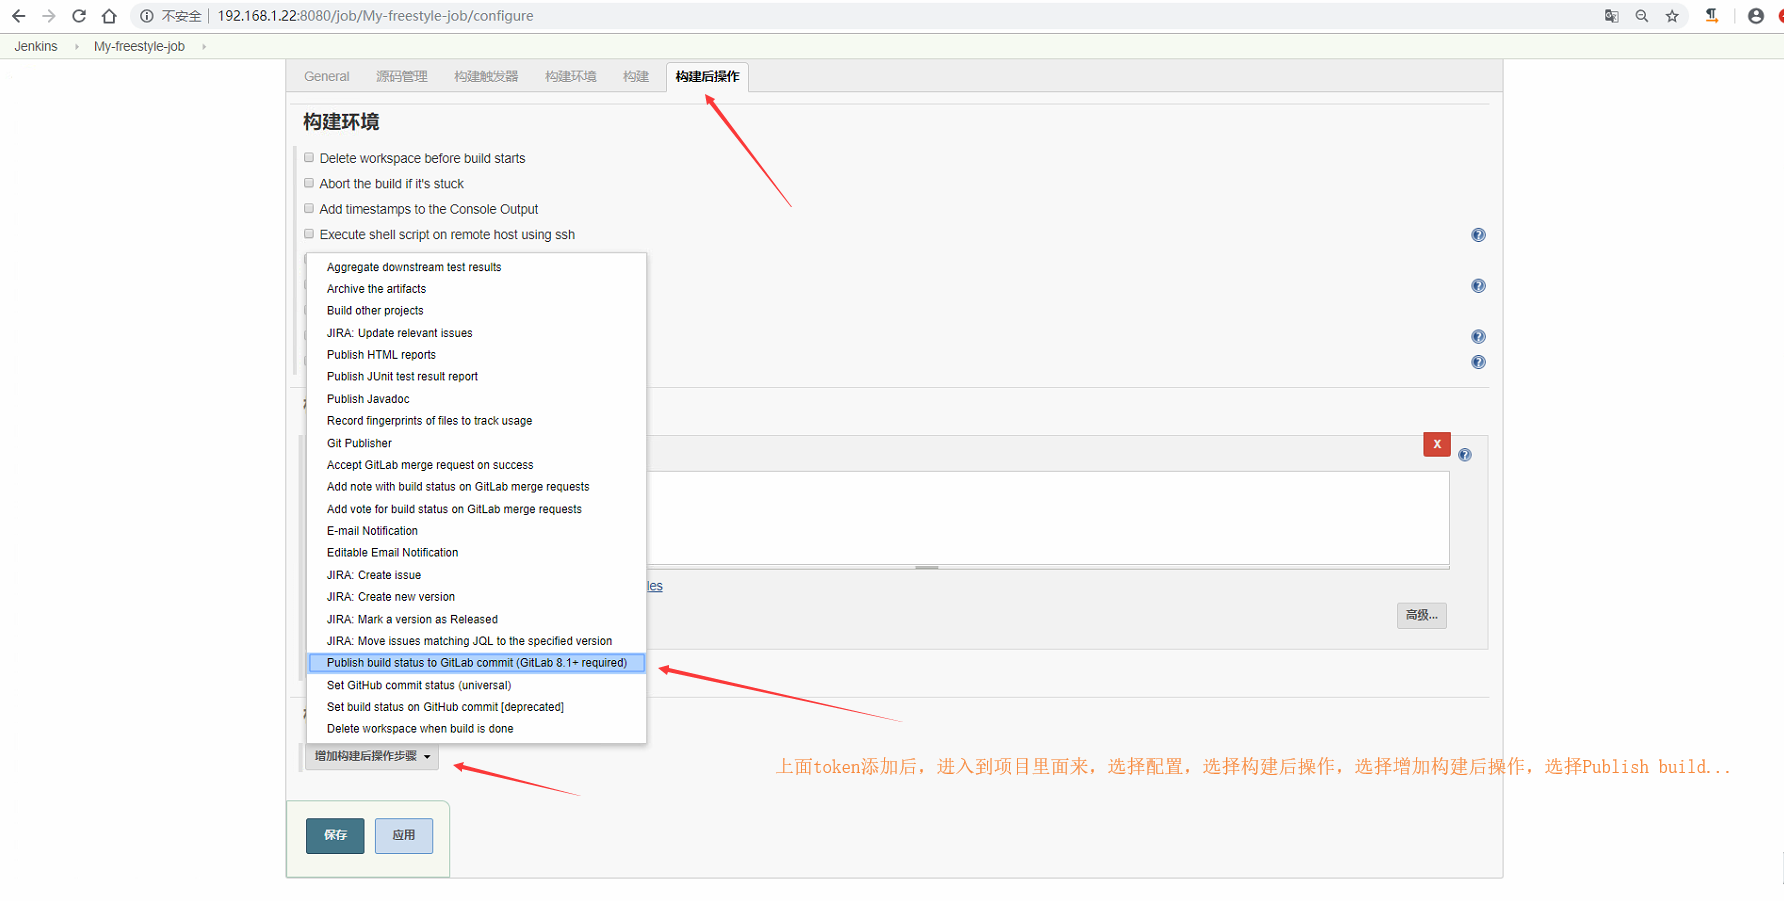 不安全 | 192.168.1.22:8080/job/My-freestyle-job/configure
Jenkins My-freestyle-job
General 源码管理 构建触发器 构建环境 构建 构建后操作
构建环境
Delete workspace before build starts
Abort the build if it's stuck
Add timestamps to the Console Output
Execute shell script on remote host using ssh
Aggregate downstream test results
Archive the artifacts
Build other projects
JIRA: Update relevant issues
Publish HTML reports
Publish JUnit test result report
Publish Javadoc
Record fingerprints of files to track usage
Git Publisher
X
Accept GitLab merge request on success
Add note with build status on GitLab merge requests
Add vote for build status on GitLab merge requests
E-mail Notification
Editable Email Notification
JIRA: Create issue
les
JIRA: Create new version
高级...
JIRA: Mark a version as Released
JIRA: Move issues matching JQL to the specified version
Publish build status to GitLab commit (GitLab 8.1+ required)
Set GitHub commit status (universal)
Set build status on GitHub commit [deprecated]
Delete workspace when build is done
增加构建后操作步骤
上面token添加后，进入到项目里面来，选择配置，选择构建后操作，选择增加构建后操作，选择Publish build...
保存 应用